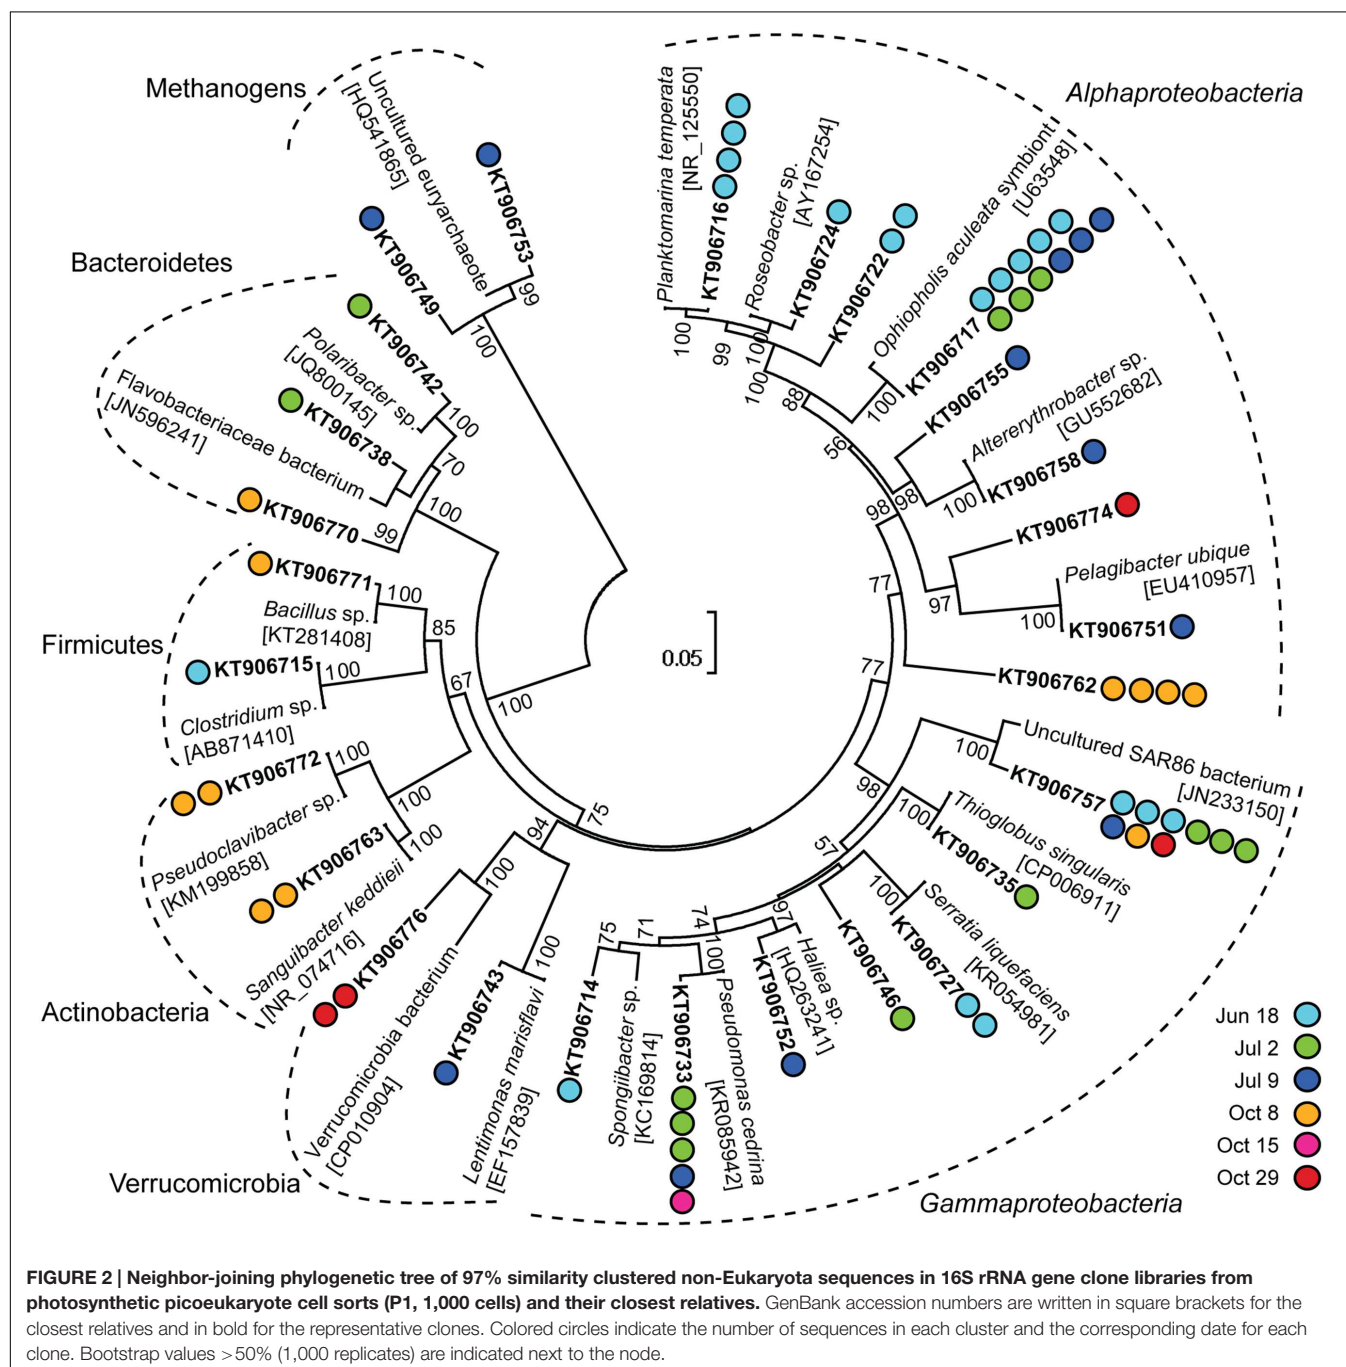 Methanogens
Uncultured euryarchaeote
[HQ541865]
KT906753
KT906749
99
100
Bacteroidetes
KT906742
Polaribacter sp.
[JQ800145]
KT906738
Flavobacteriaceae bacterium
[JN596241]
KT906770
100
70
100
99
Firmicutes
KT906771
100
Bacillus sp.
[KT281408]
85
KT906715
100
Clostridium sp.
[AB871410]
67
100
Actinobacteria
KT906772
100
Pseudoclavibacter sp.
[KM199858]
100
KT906763
100
Sanguibacter keddieii
[NR_074716]
Verrucomicrobia
KT906776
100
94
75
Verrucomicrobia bacterium
[CP010904]
KT906743
100
Lentimonas marisflavi
[EF157839]
Alphaproteobacteria
Planktomarina temperata
[NR_125550]
KT906716
100
99
Roseobacter sp.
[AY167254]
KT906724
100
100
KT906722
88
Ophiopholis aculeata symbiont
[U63548]
KT906717
100
56
KT906755
Altererythrobacter sp.
[GU552682]
KT906758
100
98
98
KT906774
Pelagibacter ubique
[EU410957]
97
100
KT906751
77
KT906762
77
0.05
Uncultured SAR86 bacterium
[JN233150]
100
KT906757
98
Thioglobus singularis
[CP006911]
100
KT906735
57
Serratia liquefaciens
[KR054981]
100
KT906727
KT906746
97
Haliea sp.
[HQ263241]
KT906752
74
100
Pseudomonas cedrina
[KR085942]
KT906733
71
Spongiibacter sp.
[KC169814]
75
KT906714
Gammaproteobacteria
Jun 18
Jul 2
Jul 9
Oct 8
Oct 15
Oct 29
FIGURE 2 | Neighbor-joining phylogenetic tree of 97% similarity clustered non-Eukaryota sequences in 16S rRNA gene clone libraries from
photosynthetic picoeukaryote cell sorts (P1, 1,000 cells) and their closest relatives. GenBank accession numbers are written in square brackets for the
closest relatives and in bold for the representative clones. Colored circles indicate the number of sequences in each cluster and the corresponding date for each
clone. Bootstrap values >50% (1,000 replicates) are indicated next to the node.